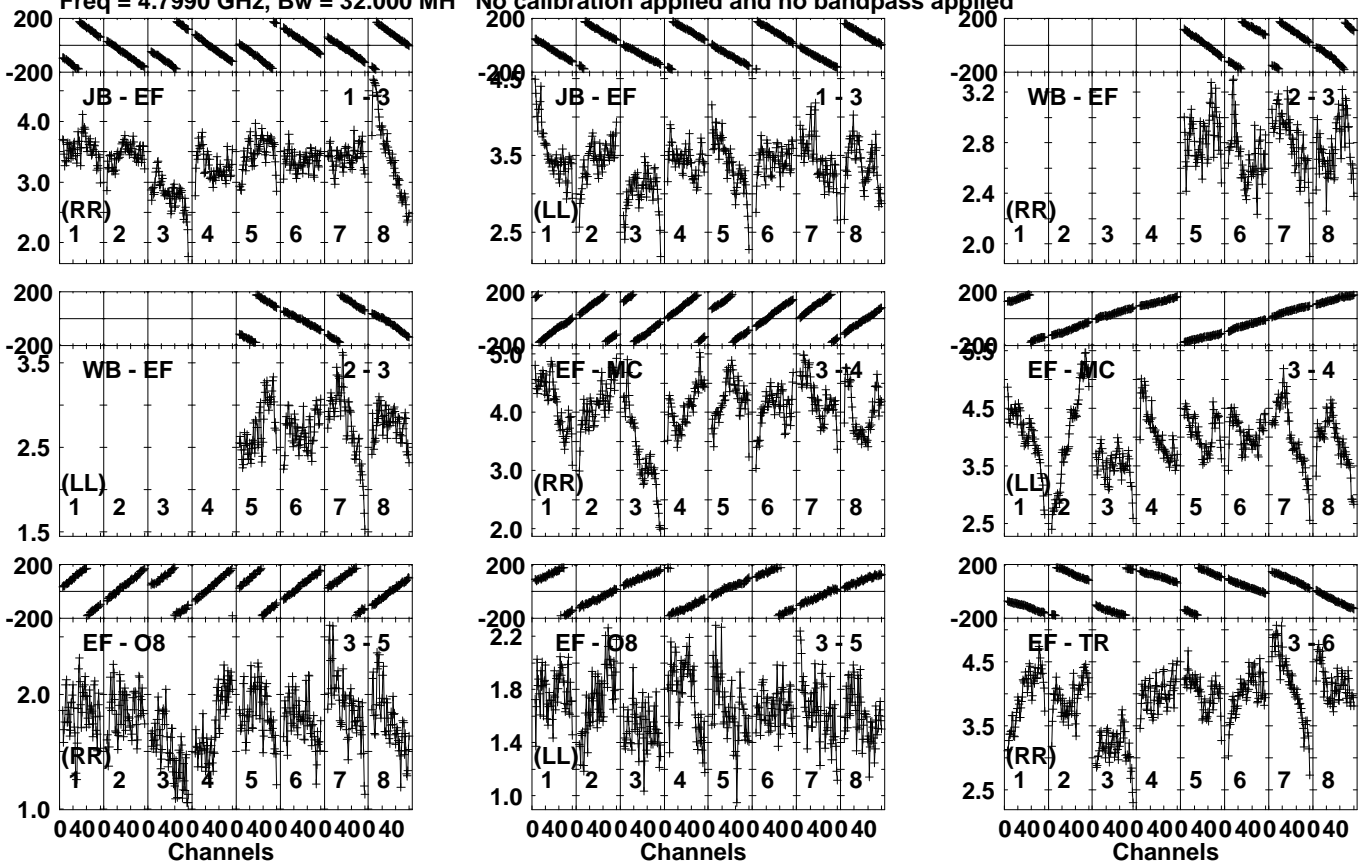 Freq = 4.7990 GHz, Bw = 32.000 MH No calibration applied and no bandpass applied
200
-200
JB - EF 1 - 3
4.0
3.0
2.0
(RR)
1 2 3 4 5 6 7 8
200
-200
4.5
JB - EF 1 - 3
3.5
2.5
(LL)
1 2 3 4 5 6 7 8
200
-200
WB - EF 2 - 3
3.2
2.8
2.4
2.0
(RR)
1 2 3 4 5 6 7 8
200
-200
WB - EF 2 - 3
3.5
2.5
1.5
(LL)
1 2 3 4 5 6 7 8
200
-200
5.0
EF - MC 3 - 4
4.0
3.0
2.0
(RR)
1 2 3 4 5 6 7 8
200
-200
5.5
EF - MC 3 - 4
4.5
3.5
2.5
(LL)
1 2 3 4 5 6 7 8
200
-200
EF - O8 3 - 5
2.0
1.0
(RR)
1 2 3 4 5 6 7 8
200
-200
EF - O8 3 - 5
2.2
1.8
1.4
1.0
(LL)
1 2 3 4 5 6 7 8
200
-200
EF - TR 3 - 6
4.5
3.5
2.5
(RR)
1 2 3 4 5 6 7 8
0 40 0 40 0 40 0 40 0 40 0 40 0 40 0 40
Channels
0 40 0 40 0 40 0 40 0 40 0 40 0 40 0 40
Channels
0 40 0 40 0 40 0 40 0 40 0 40 0 40 0 40
Channels